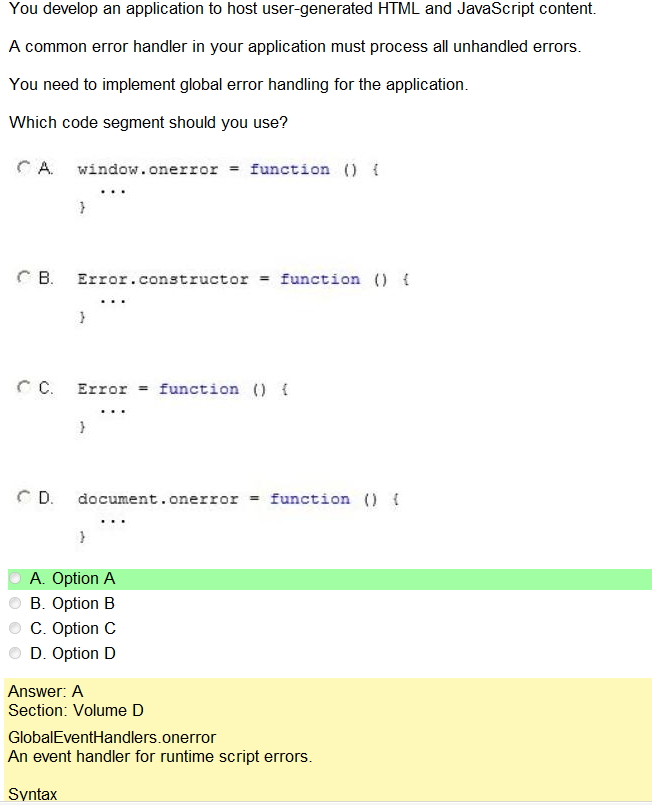 You develop an application to host user-generated HTML and JavaScript content.
A common error handler in your application must process all unhandled errors.
You need to implement global error handling for the application.
Which code segment should you use?
A. window.onerror = function () {
...
}
B. Error.constructor = function () {
...
}
C. Error = function () {
...
}
D. document.onerror = function () {
...
}
A. Option A
B. Option B
C. Option C
D. Option D
Answer: A
Section: Volume D
GlobalEventHandlers.onerror
An event handler for runtime script errors.
Syntax